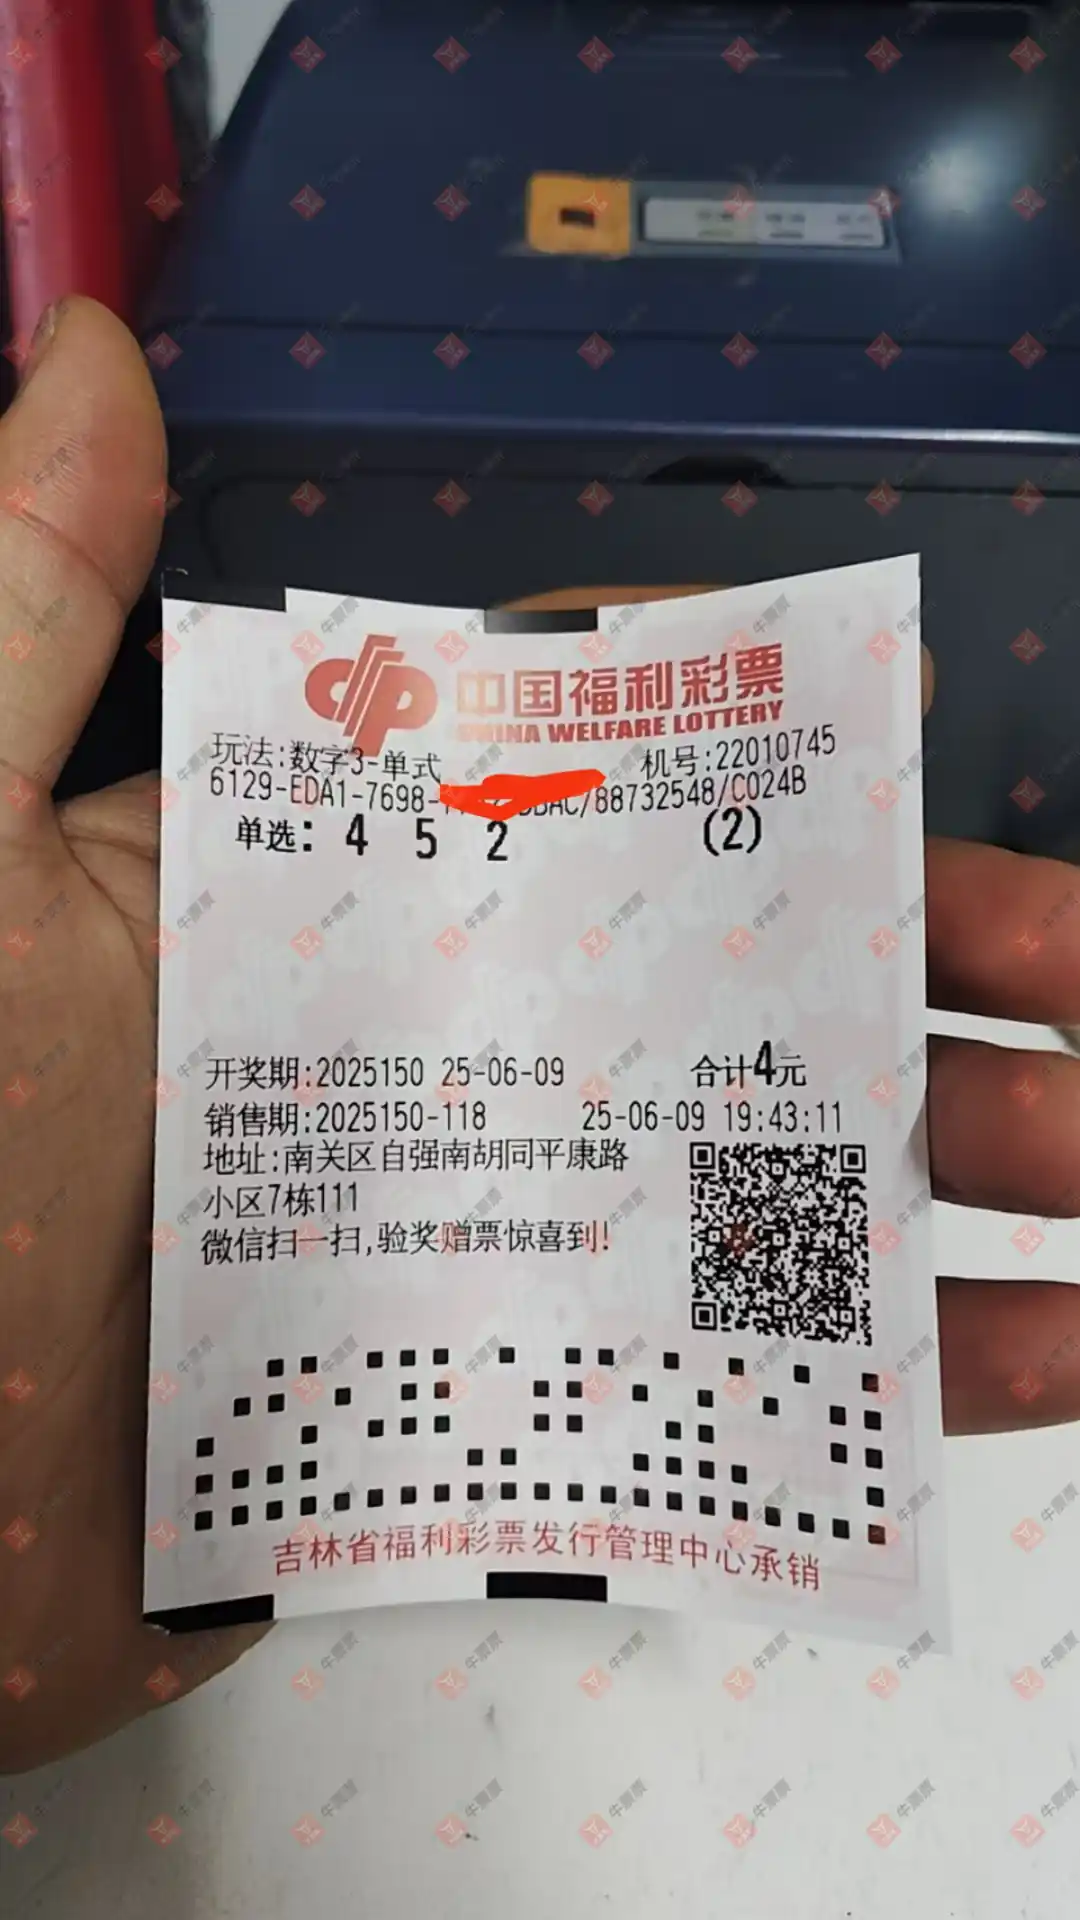 中国福利彩票
CHINA WELFARE LOTTERY
玩法:数字3-单式 机号:22010745
6129-EDA1-7698- BAC/88732548/C024B
单选: 4 5 2 (2)
开奖期:2025150 25-06-09 合计4元
销售期:2025150-118 25-06-09 19:43:11
地址:南关区自强南胡同平康路
小区7栋111
微信扫一扫,验奖赠票惊喜到!
吉林省福利彩票发行管理中心承销
牛票票